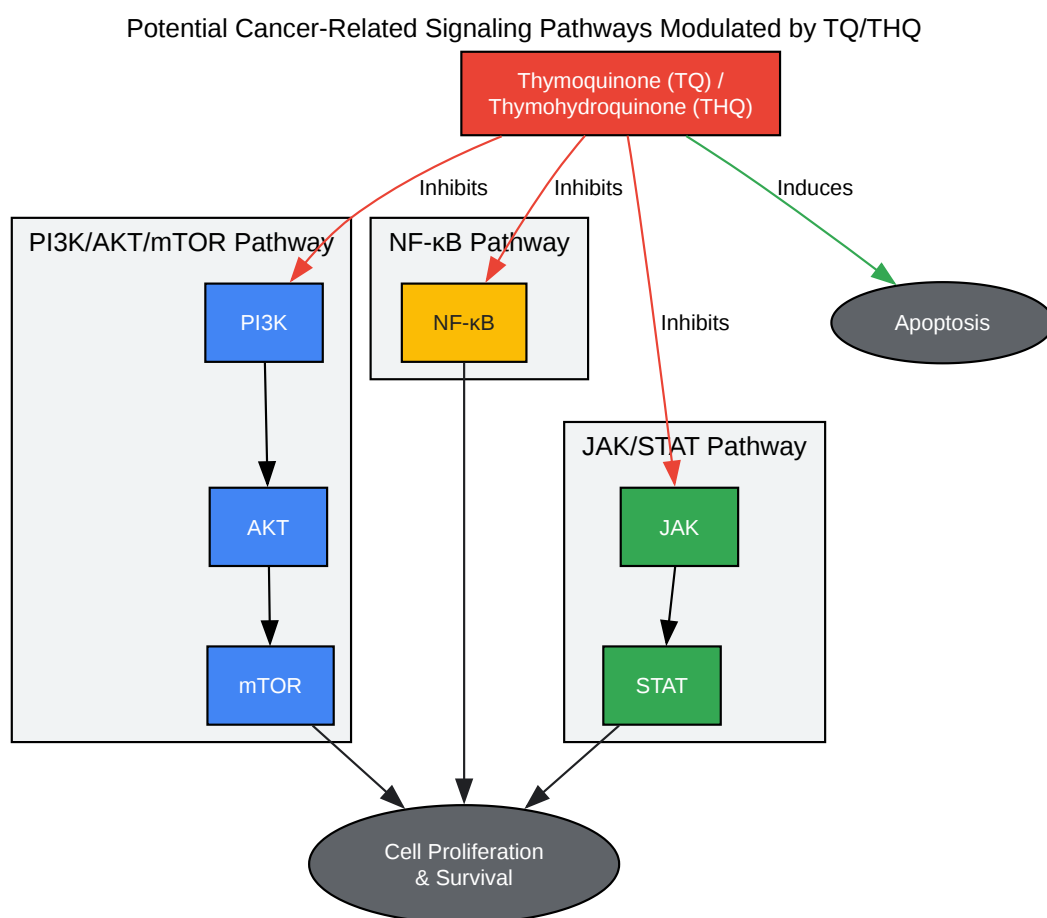 Potential Cancer-Related Signaling Pathways Modulated by TQ/THQ
Thymoquinone (TQ) /
Thymohydroquinone (THQ)
Inhibits
Inhibits
Induces
PI3K/AKT/mTOR Pathway
NF-κB Pathway
PI3K
NF-κB
Inhibits
Apoptosis
JAK/STAT Pathway
AKT
JAK
mTOR
STAT
Cell Proliferation
& Survival